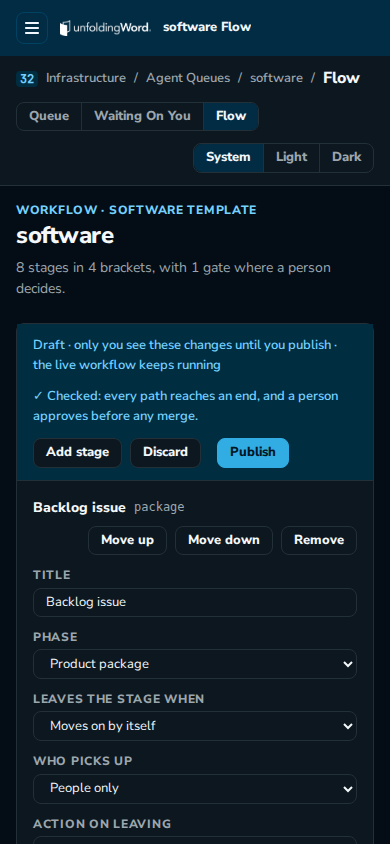 unfoldingWord. software Flow
32 Infrastructure / Agent Queues / software / Flow
Queue Waiting On You Flow
System Light Dark
WORKFLOW · SOFTWARE TEMPLATE
software
8 stages in 4 brackets, with 1 gate where a person
decides.
Draft · only you see these changes until you publish ·
the live workflow keeps running
✓ Checked: every path reaches an end, and a person
approves before any merge.
Add stage Discard Publish
Backlog issue package
Move up Move down Remove
TITLE
Backlog issue
PHASE
Product package
LEAVES THE STAGE WHEN
Moves on by itself
WHO PICKS UP
People only
ACTION ON LEAVING